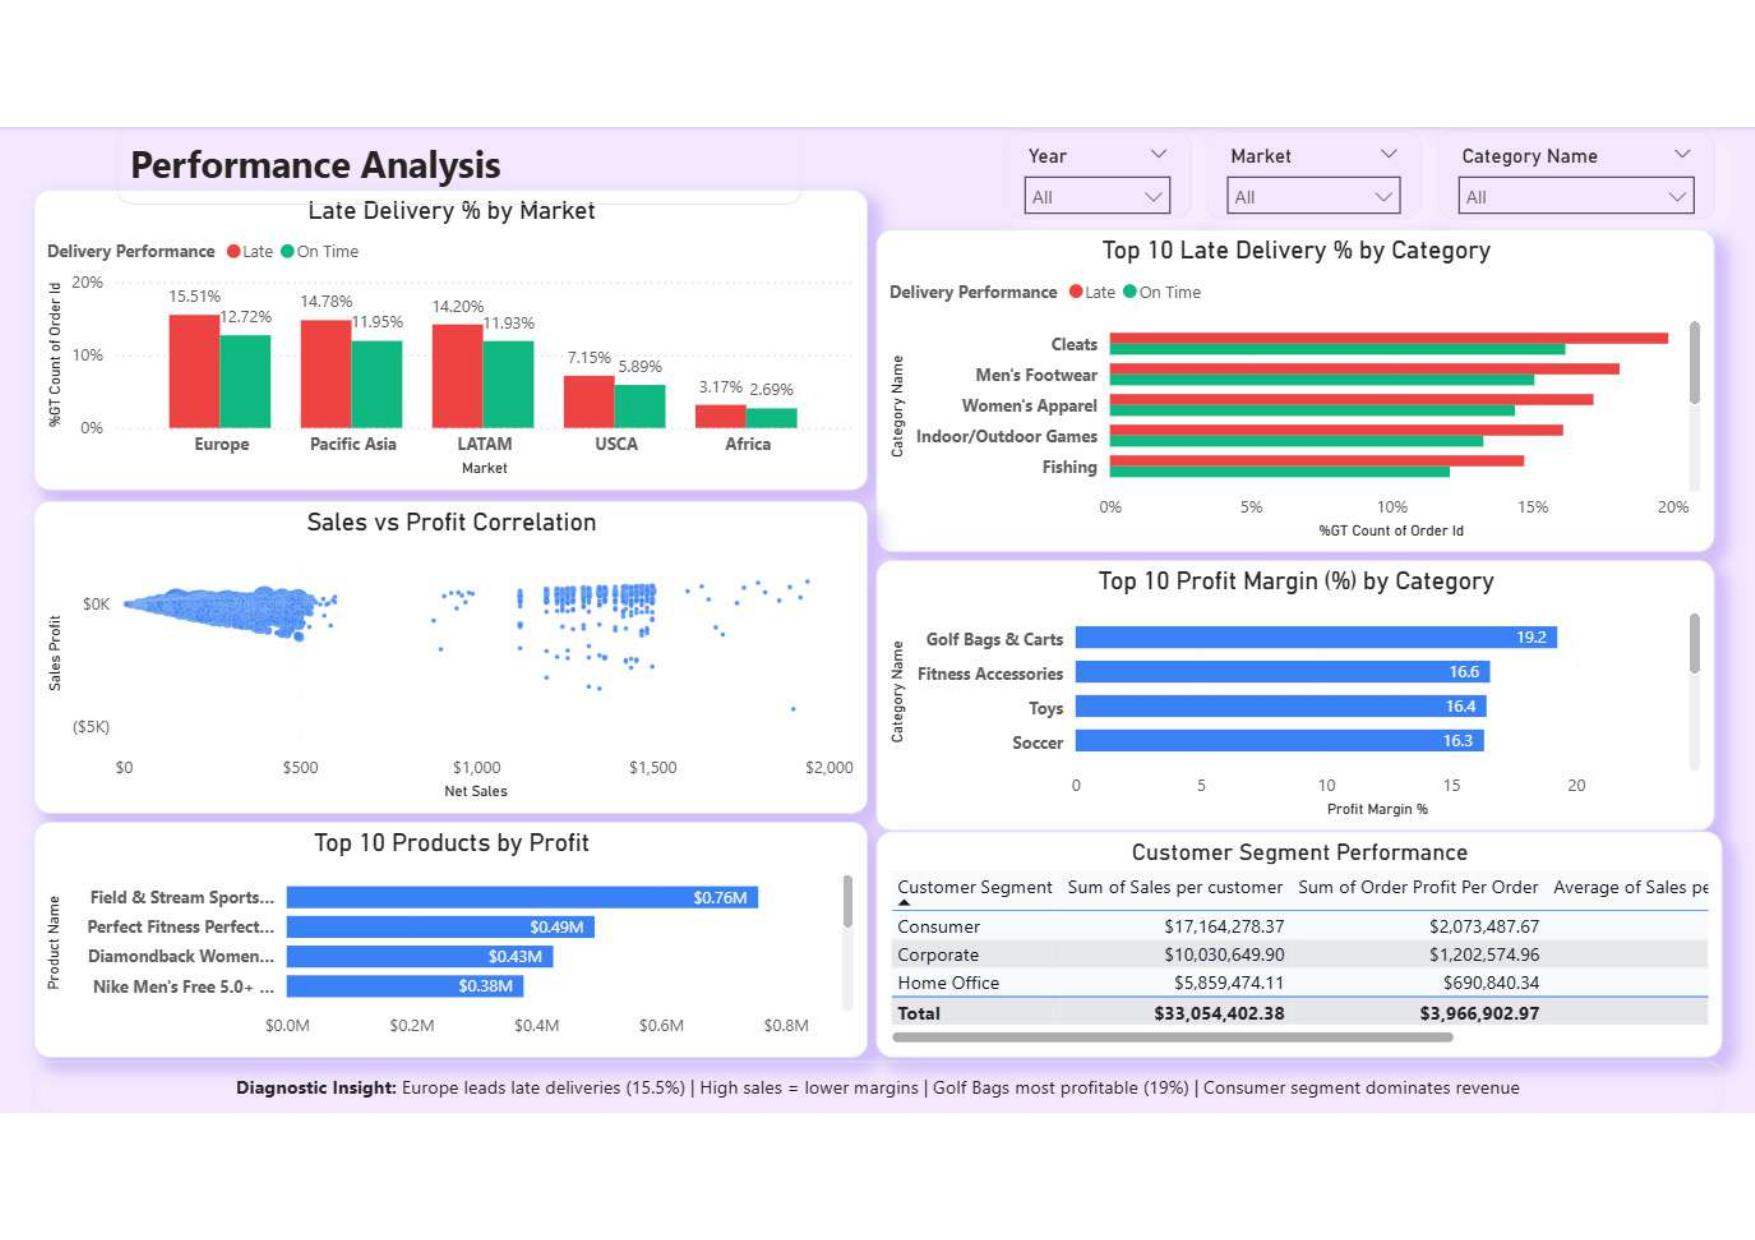 Performance Analysis
Year
All
Market
All
Category Name
All
Late Delivery % by Market
Delivery Performance Late On Time
%GT Count of Order Id
20%
10%
0%
15.51% 12.72%
14.78% 11.95%
14.20% 11.93%
7.15% 5.89%
3.17% 2.69%
Europe Pacific Asia LATAM USCA Africa
Market
Top 10 Late Delivery % by Category
Delivery Performance Late On Time
Category Name
Cleats
Men's Footwear
Women's Apparel
Indoor/Outdoor Games
Fishing
0% 5% 10% 15% 20%
%GT Count of Order Id
Sales vs Profit Correlation
Sales Profit
$0K
($5K)
$0 $500 $1,000 $1,500 $2,000
Net Sales
Top 10 Profit Margin (%) by Category
Category Name
Golf Bags & Carts 19.2
Fitness Accessories 16.6
Toys 16.4
Soccer 16.3
0 5 10 15 20
Profit Margin %
Top 10 Products by Profit
Product Name
Field & Stream Sports... $0.76M
Perfect Fitness Perfect... $0.49M
Diamondback Women... $0.43M
Nike Men's Free 5.0+ ... $0.38M
$0.0M $0.2M $0.4M $0.6M $0.8M
Customer Segment Performance
Customer Segment Sum of Sales per customer Sum of Order Profit Per Order Average of Sales pe
Consumer $17,164,278.37 $2,073,487.67
Corporate $10,030,649.90 $1,202,574.96
Home Office $5,859,474.11 $690,840.34
Total $33,054,402.38 $3,966,902.97
Diagnostic Insight: Europe leads late deliveries (15.5%) | High sales = lower margins | Golf Bags most profitable (19%) | Consumer segment dominates revenue